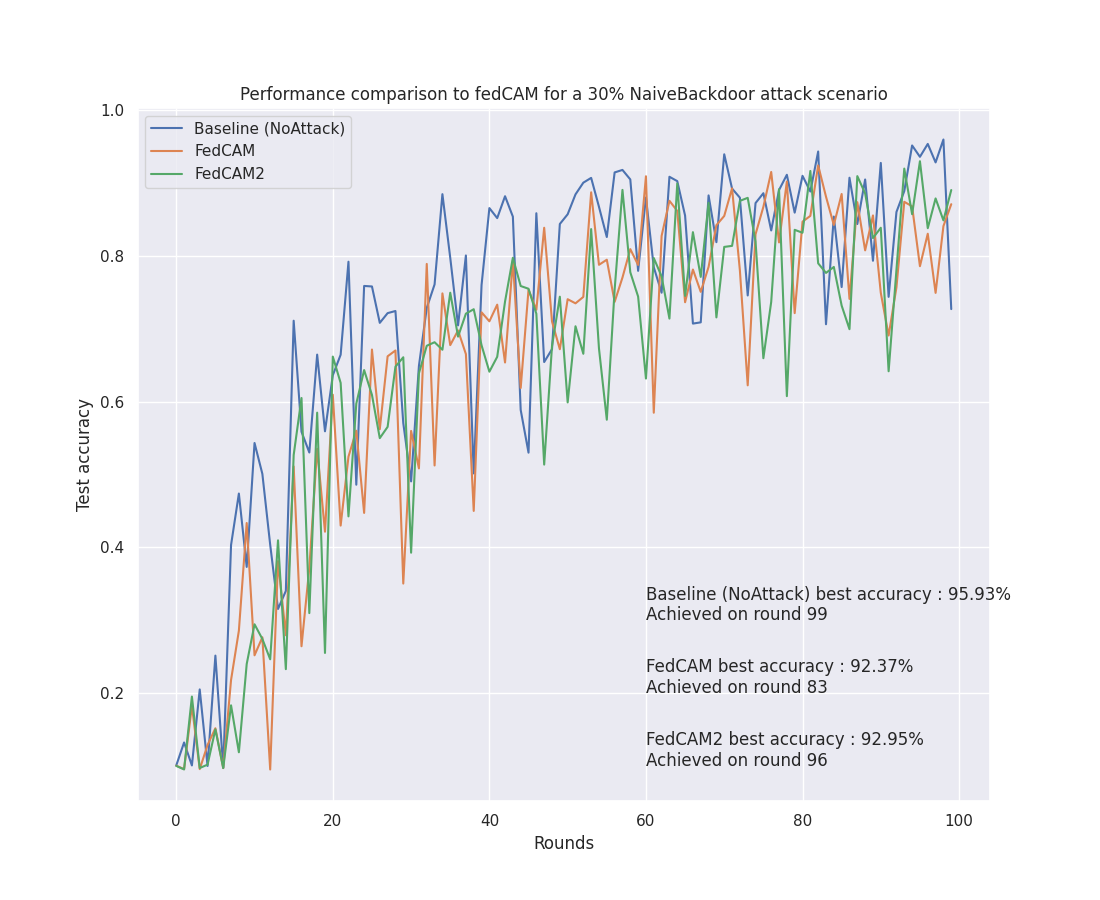 Performance comparison to fedCAM for a 30% NaiveBackdoor attack scenario
1.0
0.8
0.6
0.4
0.2
Test accuracy
Baseline (NoAttack)
FedCAM
FedCAM2
Baseline (NoAttack) best accuracy : 95.93%
Achieved on round 99
FedCAM best accuracy : 92.37%
Achieved on round 83
FedCAM2 best accuracy : 92.95%
Achieved on round 96
0 20 40 60 80 100
Rounds